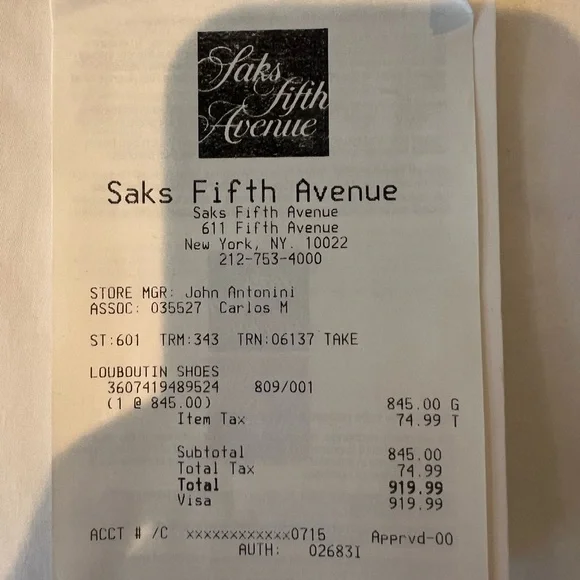 Saks
fifth
Avenue
Saks Fifth Avenue
Saks Fifth Avenue
611 Fifth Avenue
New York, NY. 10022
212-753-4000
STORE MGR: John Antonini
ASSOC: 035527 Carlos M
ST:601 TRM:343 TRN:06137 TAKE
LOUBOUTIN SHOES
3607419489524 809/001
(1 @ 845.00) 845.00 G
Item Tax 74.99 T
Subtotal 845.00
Total Tax 74.99
Total 919.99
Visa 919.99
ACCT # /C xxxxxxxxxxxx0715 Apprvd-00
AUTH: 02683I